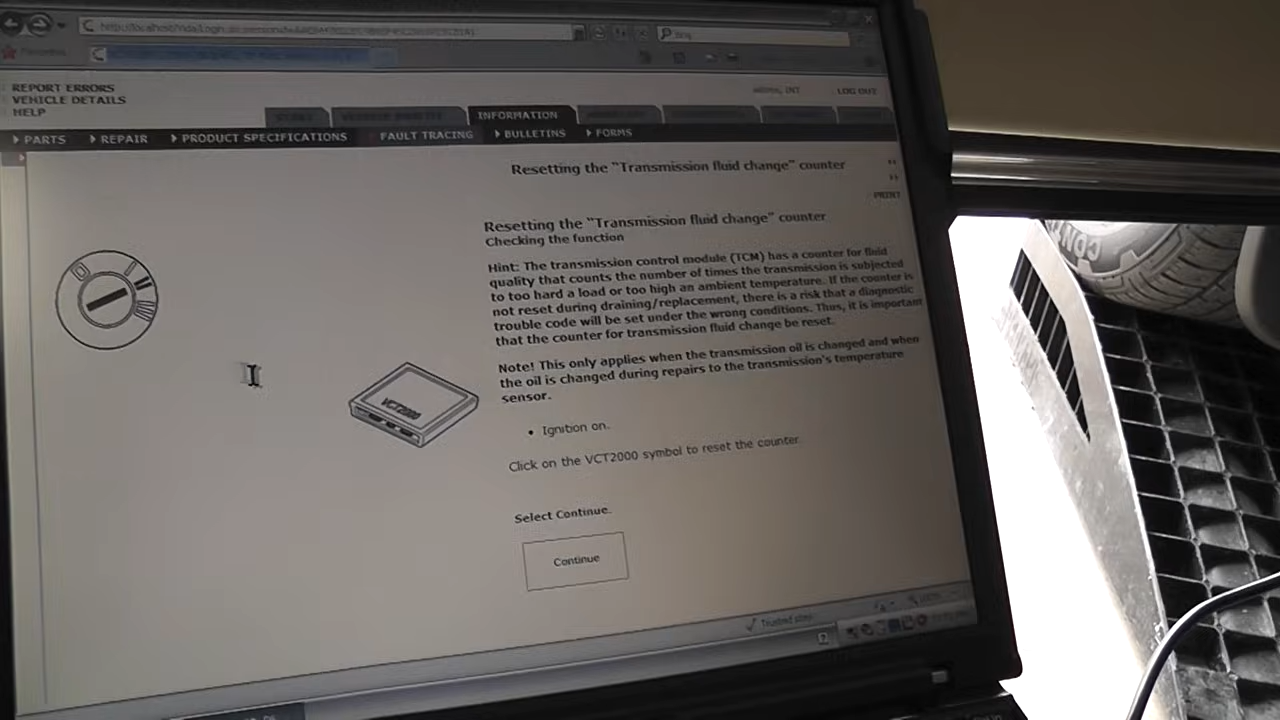 REPORT ERRORS
VEHICLE DETAILS
HELP
LOG OUT
INFORMATION
PARTS REPAIR PRODUCT SPECIFICATIONS FAULT TRACING BULLETINS FORMS
Resetting the "Transmission fluid change" counter
PRINT
Resetting the "Transmission fluid change" counter
Checking the function
Hint: The transmission control module (TCM) has a counter for fluid
quality that counts the number of times the transmission is subjected
to too hard a load or too high an ambient temperature. If the counter is
not reset during draining/replacement, there is a risk that a diagnostic
trouble code will be set under the wrong conditions. Thus, it is important
that the counter for transmission fluid change be reset.
Note! This only applies when the transmission oil is changed and when
the oil is changed during repairs to the transmission's temperature
sensor.
• Ignition on.
Click on the VCT2000 symbol to reset the counter.
Select Continue.
Continue
0 I II
VCT2000
Trusted sites
CONT